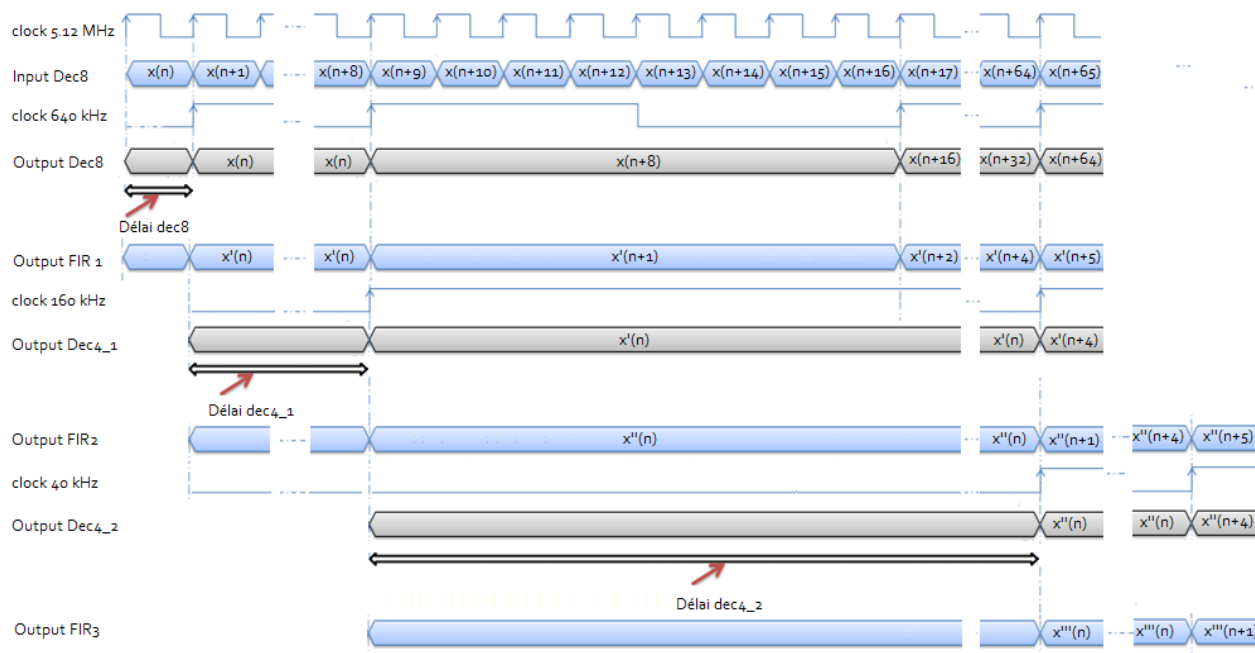 clock 5.12 MHz
Input Dec8 x(n) x(n+1) x(n+8) x(n+9) x(n+10) x(n+11) x(n+12) x(n+13) x(n+14) x(n+15) x(n+16) x(n+17) x(n+64) x(n+65)
clock 640 kHz
Output Dec8 x(n) x(n) x(n+8) x(n+16) x(n+32) x(n+64)
Délai dec8
Output FIR 1 x'(n) x'(n) x'(n+1) x'(n+2) x'(n+4) x'(n+5)
clock 160 kHz
Output Dec4_1 x'(n) x'(n) x'(n+4)
Délai dec4_1
Output FIR2 x''(n) x''(n) x''(n+1) x''(n+4) x''(n+5)
clock 40 kHz
Output Dec4_2 x''(n) x''(n) x''(n+4)
Délai dec4_2
Output FIR3 x'''(n) x'''(n) x'''(n+1)